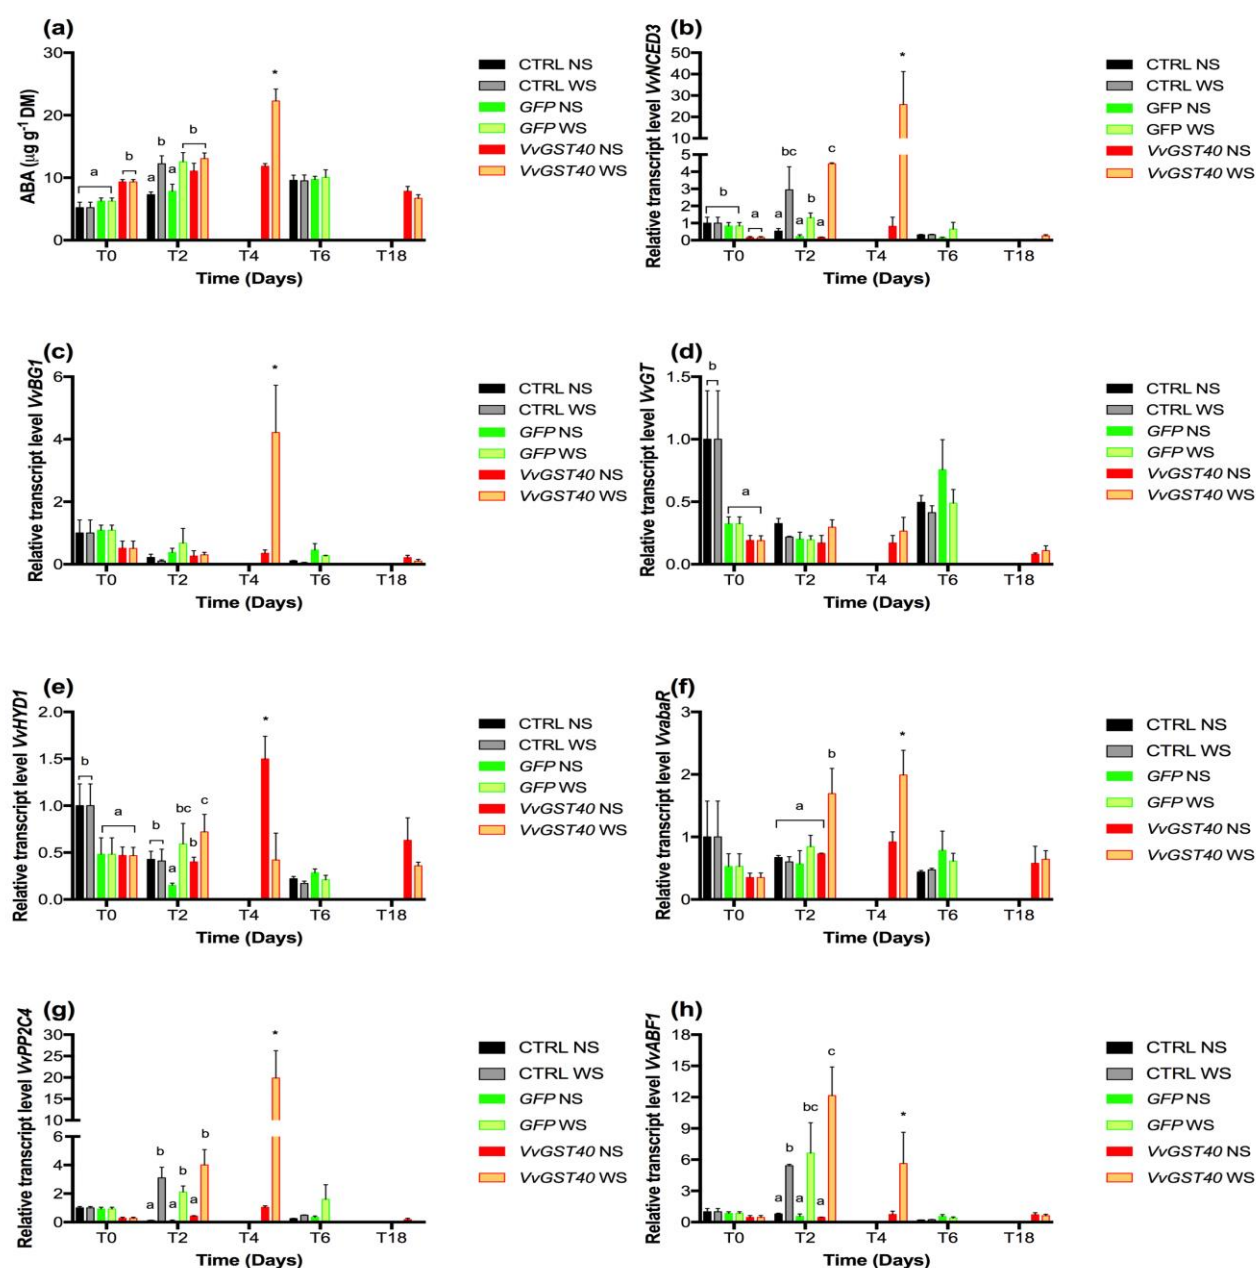 (a)
ABA (µg g-1 DM)
30
20
10
0
a
b
a
b
a
b
*
T0 T2 T4 T6 T18
Time (Days)
CTRL NS
CTRL WS
GFP NS
GFP WS
VvGST40 NS
VvGST40 WS
(b)
Relative transcript level VvNCED3
50
40
30
20
10
5
4
3
2
1
0
b
a
a
bc
a
b
a
c
*
T0 T2 T4 T6 T18
Time (Days)
CTRL NS
CTRL WS
GFP NS
GFP WS
VvGST40 NS
VvGST40 WS
(c)
Relative transcript level VvBG1
6
4
2
0
*
T0 T2 T4 T6 T18
Time (Days)
CTRL NS
CTRL WS
GFP NS
GFP WS
VvGST40 NS
VvGST40 WS
(d)
Relative transcript level VvGT
1.5
1.0
0.5
0.0
b
a
T0 T2 T4 T6 T18
Time (Days)
CTRL NS
CTRL WS
GFP NS
GFP WS
VvGST40 NS
VvGST40 WS
(e)
Relative transcript level VvHYD1
2.0
1.5
1.0
0.5
0.0
b
a
b
a
bc
b
c
*
T0 T2 T4 T6 T18
Time (Days)
CTRL NS
CTRL WS
GFP NS
GFP WS
VvGST40 NS
VvGST40 WS
(f)
Relative transcript level VvabaR
3
2
1
0
a
b
*
T0 T2 T4 T6 T18
Time (Days)
CTRL NS
CTRL WS
GFP NS
GFP WS
VvGST40 NS
VvGST40 WS
(g)
Relative transcript level VvPP2C4
30
25
20
15
10
6
4
2
0
a
b
a
b
a
b
*
T0 T2 T4 T6 T18
Time (Days)
CTRL NS
CTRL WS
GFP NS
GFP WS
VvGST40 NS
VvGST40 WS
(h)
Relative transcript level VvABF1
18
15
12
9
6
3
0
a
b
a
bc
a
c
*
T0 T2 T4 T6 T18
Time (Days)
CTRL NS
CTRL WS
GFP NS
GFP WS
VvGST40 NS
VvGST40 WS